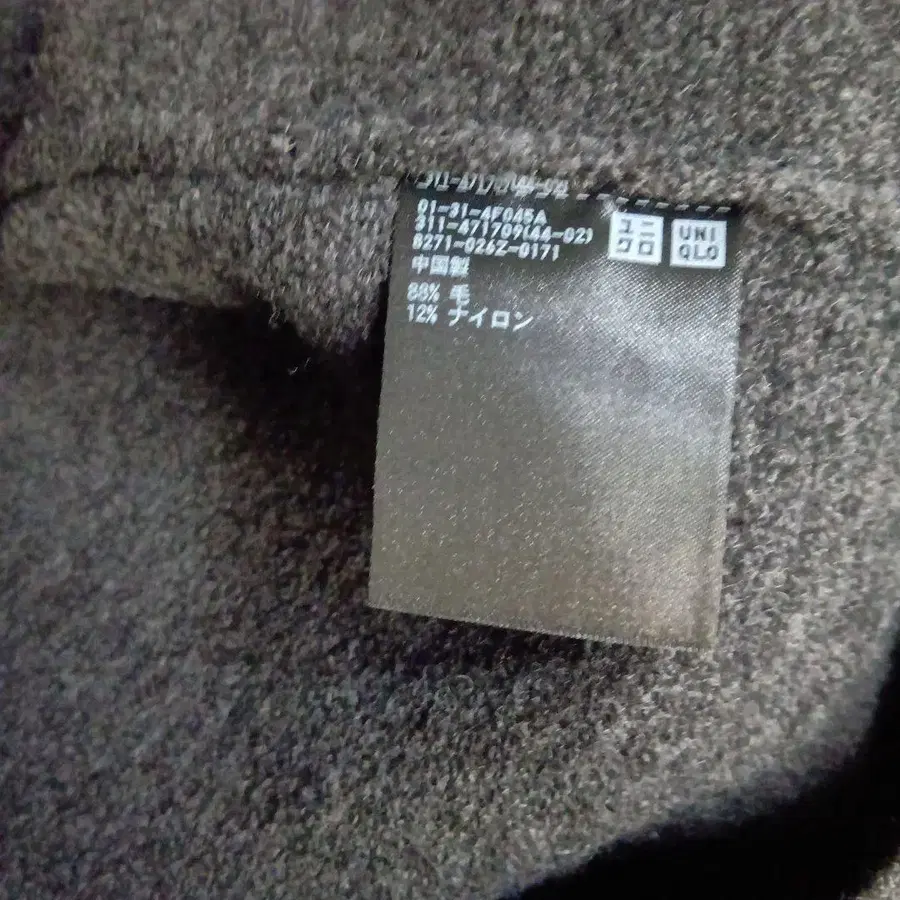 01-31-4F045A
311-471709(44-02)
8271-026Z-0171
中国製
88% 毛
12% ナイロン
ユニ
クロ
UNI
QLO